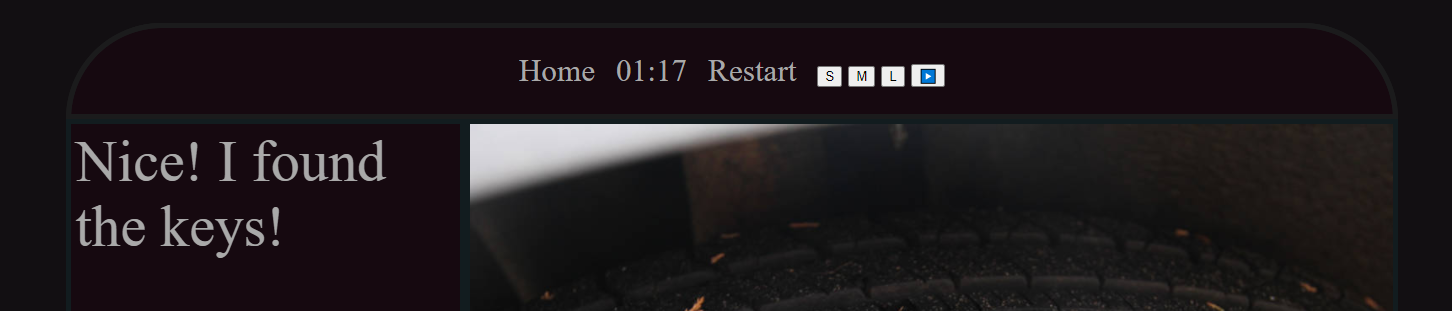 Home 01:17 Restart S M L ▶
Nice! I found
the keys!